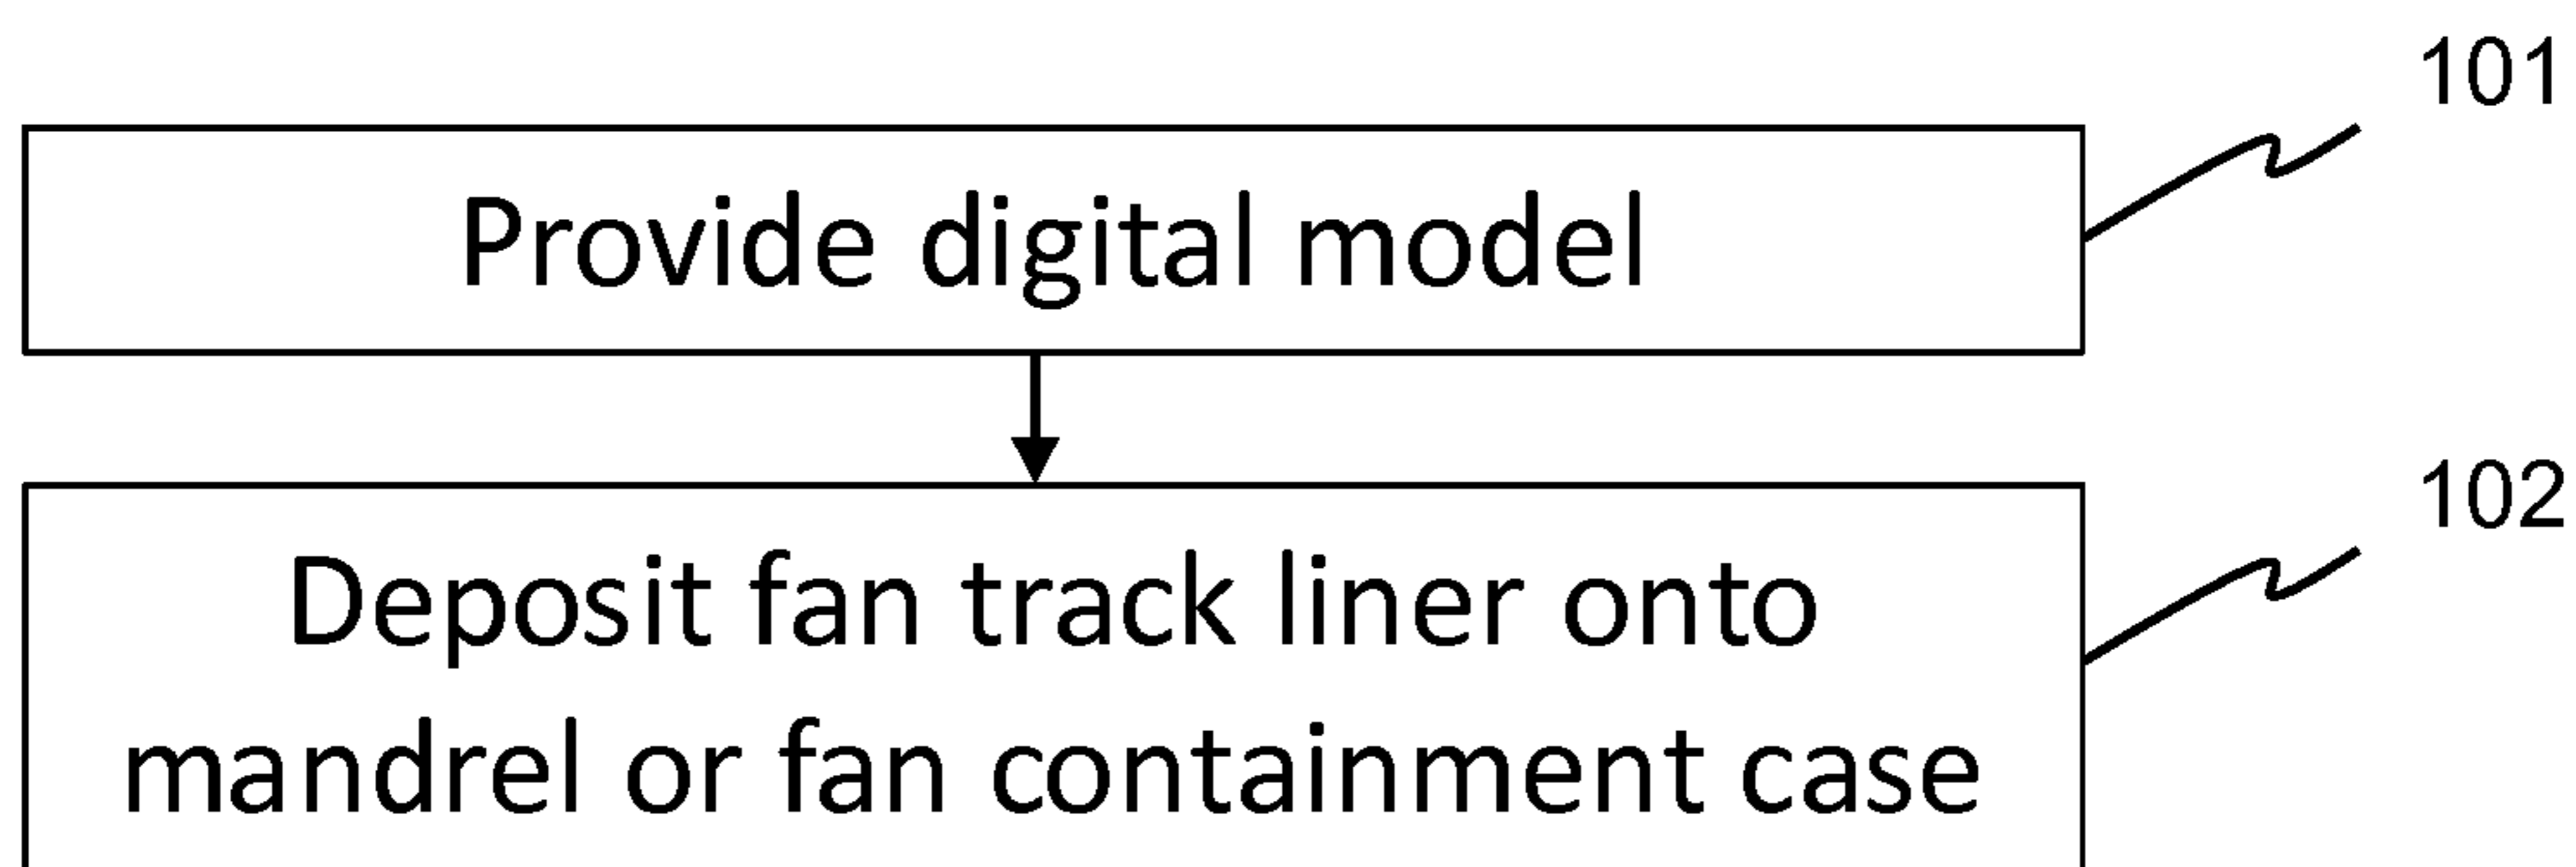 101
Provide digital model
102
Deposit fan track liner onto
mandrel or fan containment case